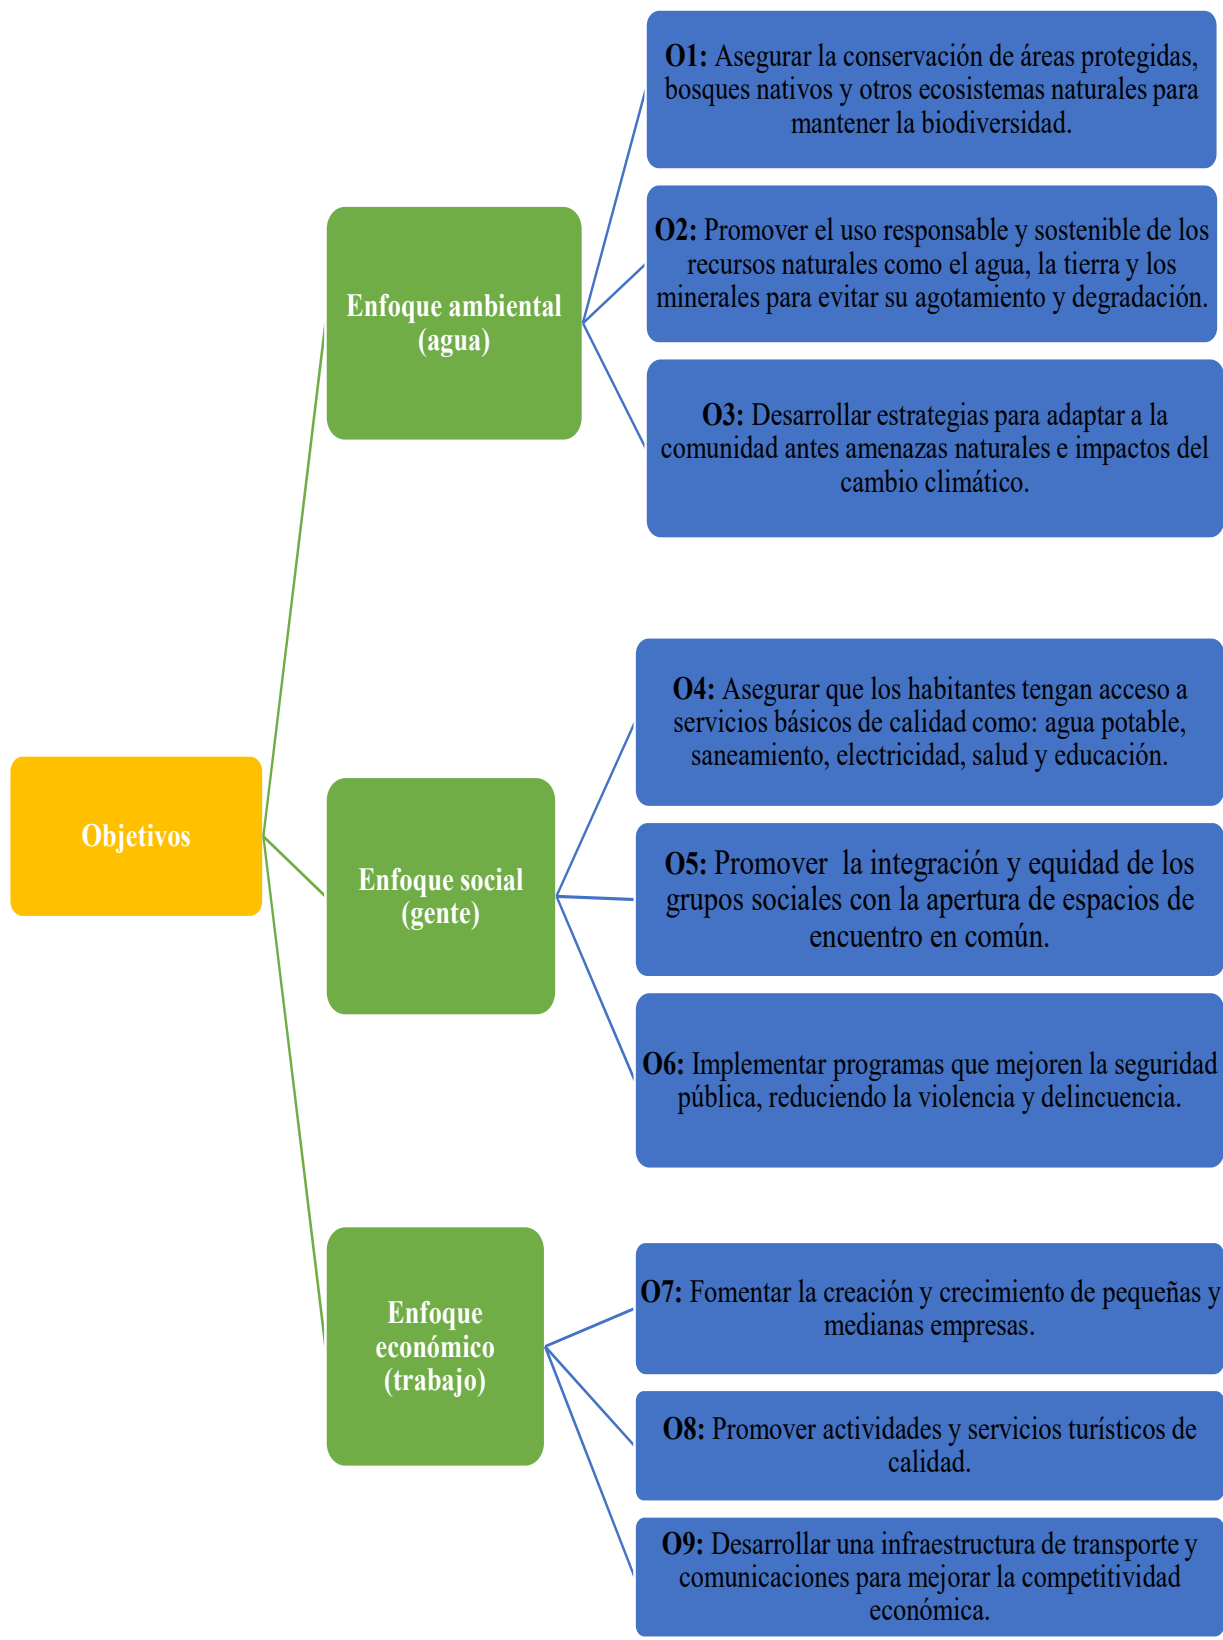 O1: Asegurar la conservación de áreas protegidas,
bosques nativos y otros ecosistemas naturales para
mantener la biodiversidad.
O2: Promover el uso responsable y sostenible de los
recursos naturales como el agua, la tierra y los
minerales para evitar su agotamiento y degradación.
Enfoque ambiental
(agua)
O3: Desarrollar estrategias para adaptar a la
comunidad antes amenazas naturales e impactos del
cambio climático.
O4: Asegurar que los habitantes tengan acceso a
servicios básicos de calidad como: agua potable,
saneamiento, electricidad, salud y educación.
Objetivos
Enfoque social
(gente)
O5: Promover  la integración y equidad de los
grupos sociales con la apertura de espacios de
encuentro en común.
O6: Implementar programas que mejoren la seguridad
pública, reduciendo la violencia y delincuencia.
Enfoque
económico
(trabajo)
O7: Fomentar la creación y crecimiento de pequeñas y
medianas empresas.
O8: Promover actividades y servicios turísticos de
calidad.
O9: Desarrollar una infraestructura de transporte y
comunicaciones para mejorar la competitividad
económica.